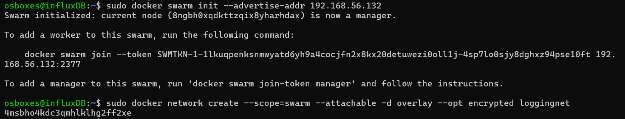 osboxes@influxDB:~$ sudo docker swarm init --advertise-addr 192.168.56.132
Swarm initialized: current node (8ngbh0xqdkttzqix8yharhdax) is now a manager.
To add a worker to this swarm, run the following command:
docker swarm join --token SWMTKN-1-1lkuqpenksnmwyatd6yh9a4cocjfn2x8kx20detuwezi0oll1j-4sp7lo0sjy8dghxz94pse10ft 192.
168.56.132:2377
To add a manager to this swarm, run 'docker swarm join-token manager' and follow the instructions.
osboxes@influxDB:~$ sudo docker network create --scope=swarm --attachable -d overlay --opt encrypted loggingnet
4msbho4kdc3qmhlklhg2ff2xe